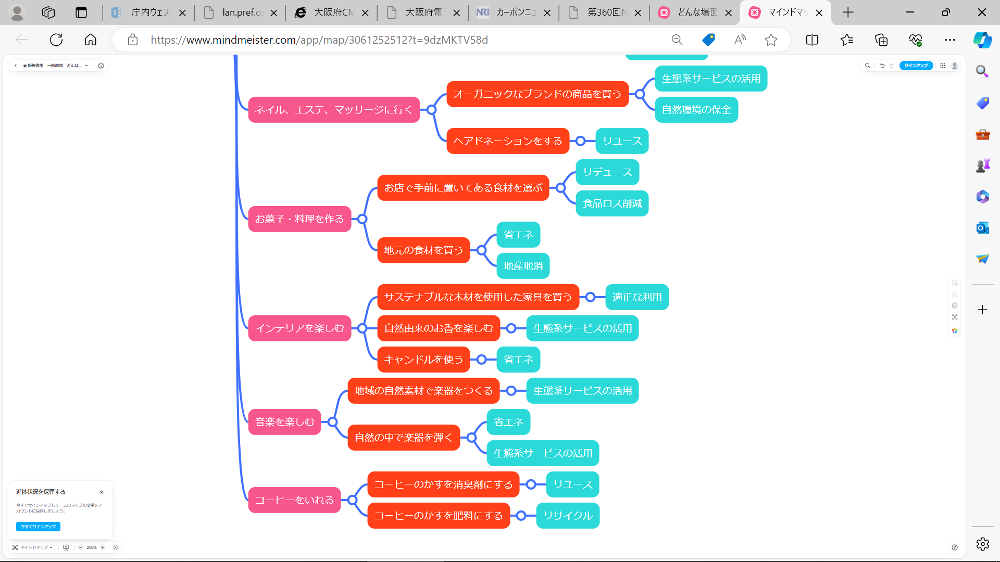 庁内ウェブ
lan.pref.os
大阪府CM
大阪府電子
NRI カーボンニュ
第360回N
どんな場面
マインドマッ
https://www.mindmeister.com/app/map/3061252512?t=9dzMKTV58d
★報告書用 一部改良 どんな...
サインアップ
ネイル、エステ、マッサージに行く
オーガニックなブランドの商品を買う
生態系サービスの活用
自然環境の保全
ヘアドネーションをする
リユース
お菓子・料理を作る
お店で手前に置いてある食材を選ぶ
リデュース
食品ロス削減
地元の食材を買う
省エネ
地産地消
インテリアを楽しむ
サステナブルな木材を使用した家具を買う
適正な利用
自然由来のお香を楽しむ
生態系サービスの活用
キャンドルを使う
省エネ
音楽を楽しむ
地域の自然素材で楽器をつくる
生態系サービスの活用
自然の中で楽器を弾く
省エネ
生態系サービスの活用
コーヒーをいれる
コーヒーのかすを消臭剤にする
リユース
コーヒーのかすを肥料にする
リサイクル
進捗状況を保存する
今すぐサインアップして、このマップの変更をア
カウントに保存しましょう。
今すぐサインアップ
マインドマップ
200%